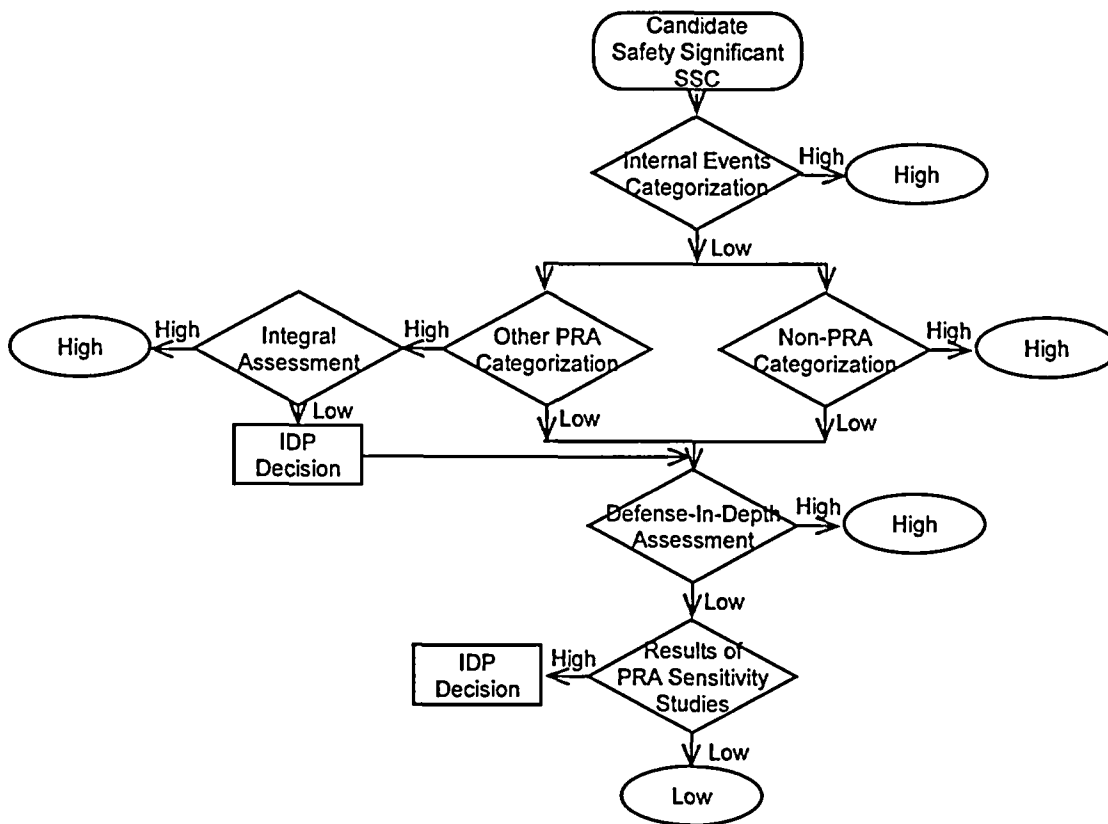 Candidate
Safety Significant
SSC
Internal Events
Categorization
High
High
Low
High
High
Integral
Assessment
High
Other PRA
Categorization
Non-PRA
Categorization
High
High
Low
Low
Low
IDP
Decision
Defense-In-Depth
Assessment
High
High
Low
IDP
Decision
High
Results of
PRA Sensitivity
Studies
Low
Low